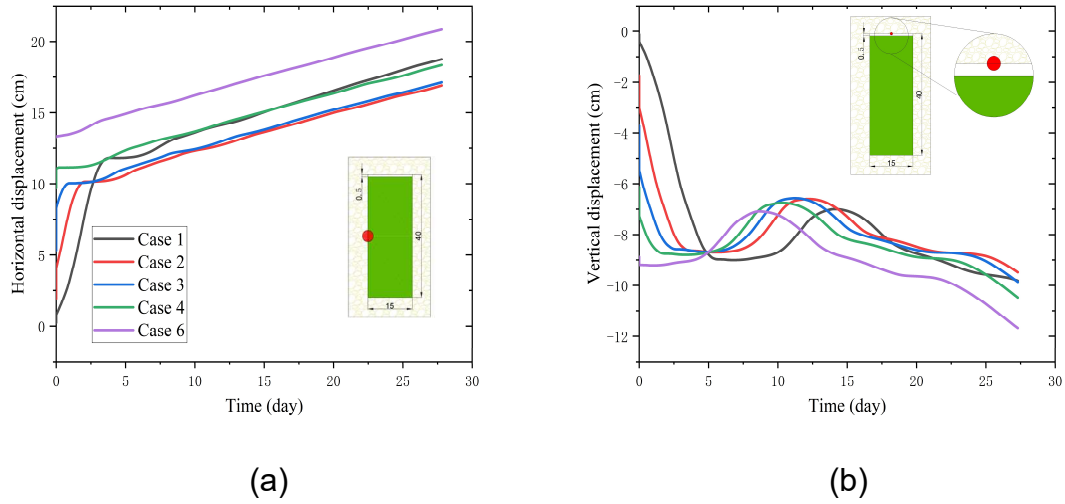 20
15
10
5
0
Horizontal displacement (cm)
Case 1
Case 2
Case 3
Case 4
Case 6
0.5
40
15
0
5
10
15
20
25
30
Time (day)
(a)
0
-2
-4
-6
-8
-10
-12
Vertical displacement (cm)
0.5
40
15
0
5
10
15
20
25
30
Time (day)
(b)